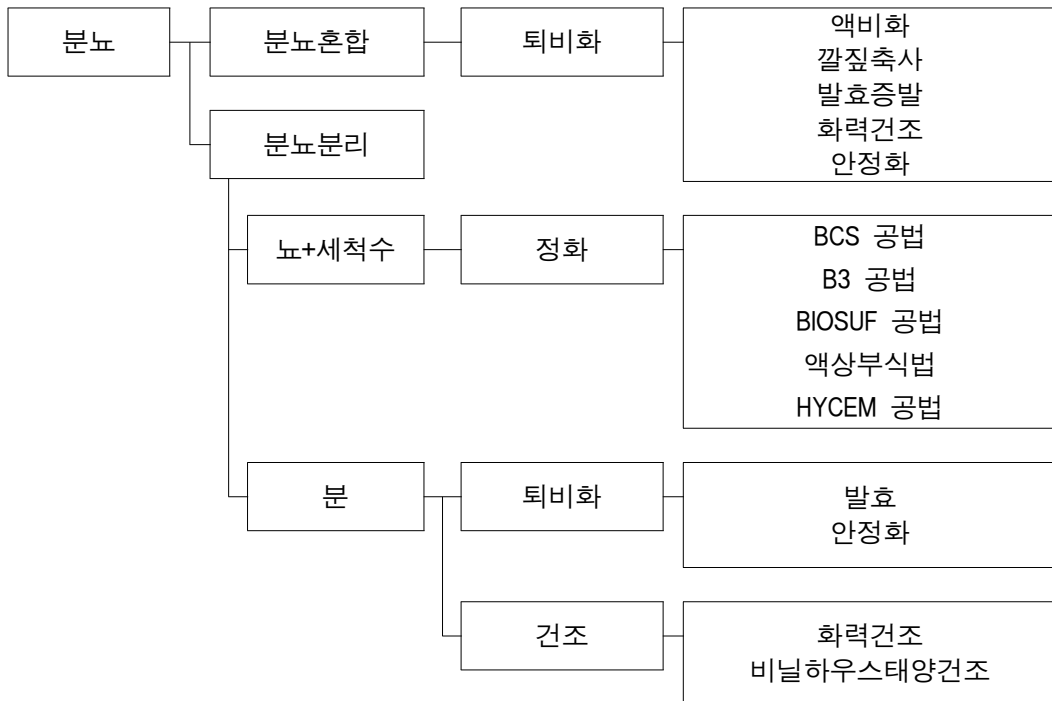 분뇨
분뇨혼합
퇴비화
액비화
깔짚축사
발효증발
화력건조
안정화
분뇨분리
뇨+세척수
정화
BCS 공법
B3 공법
BIOSUF 공법
액상부식법
HYCEM 공법
분
퇴비화
발효
안정화
건조
화력건조
비닐하우스태양건조